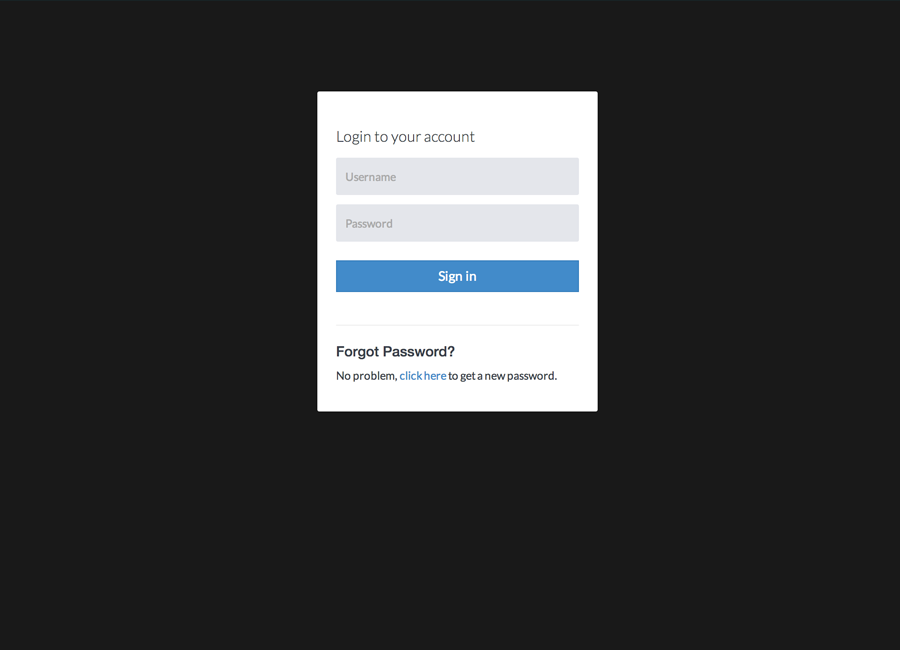 Login to your account
Username
Password
Sign in
Forgot Password?
No problem, click here to get a new password.